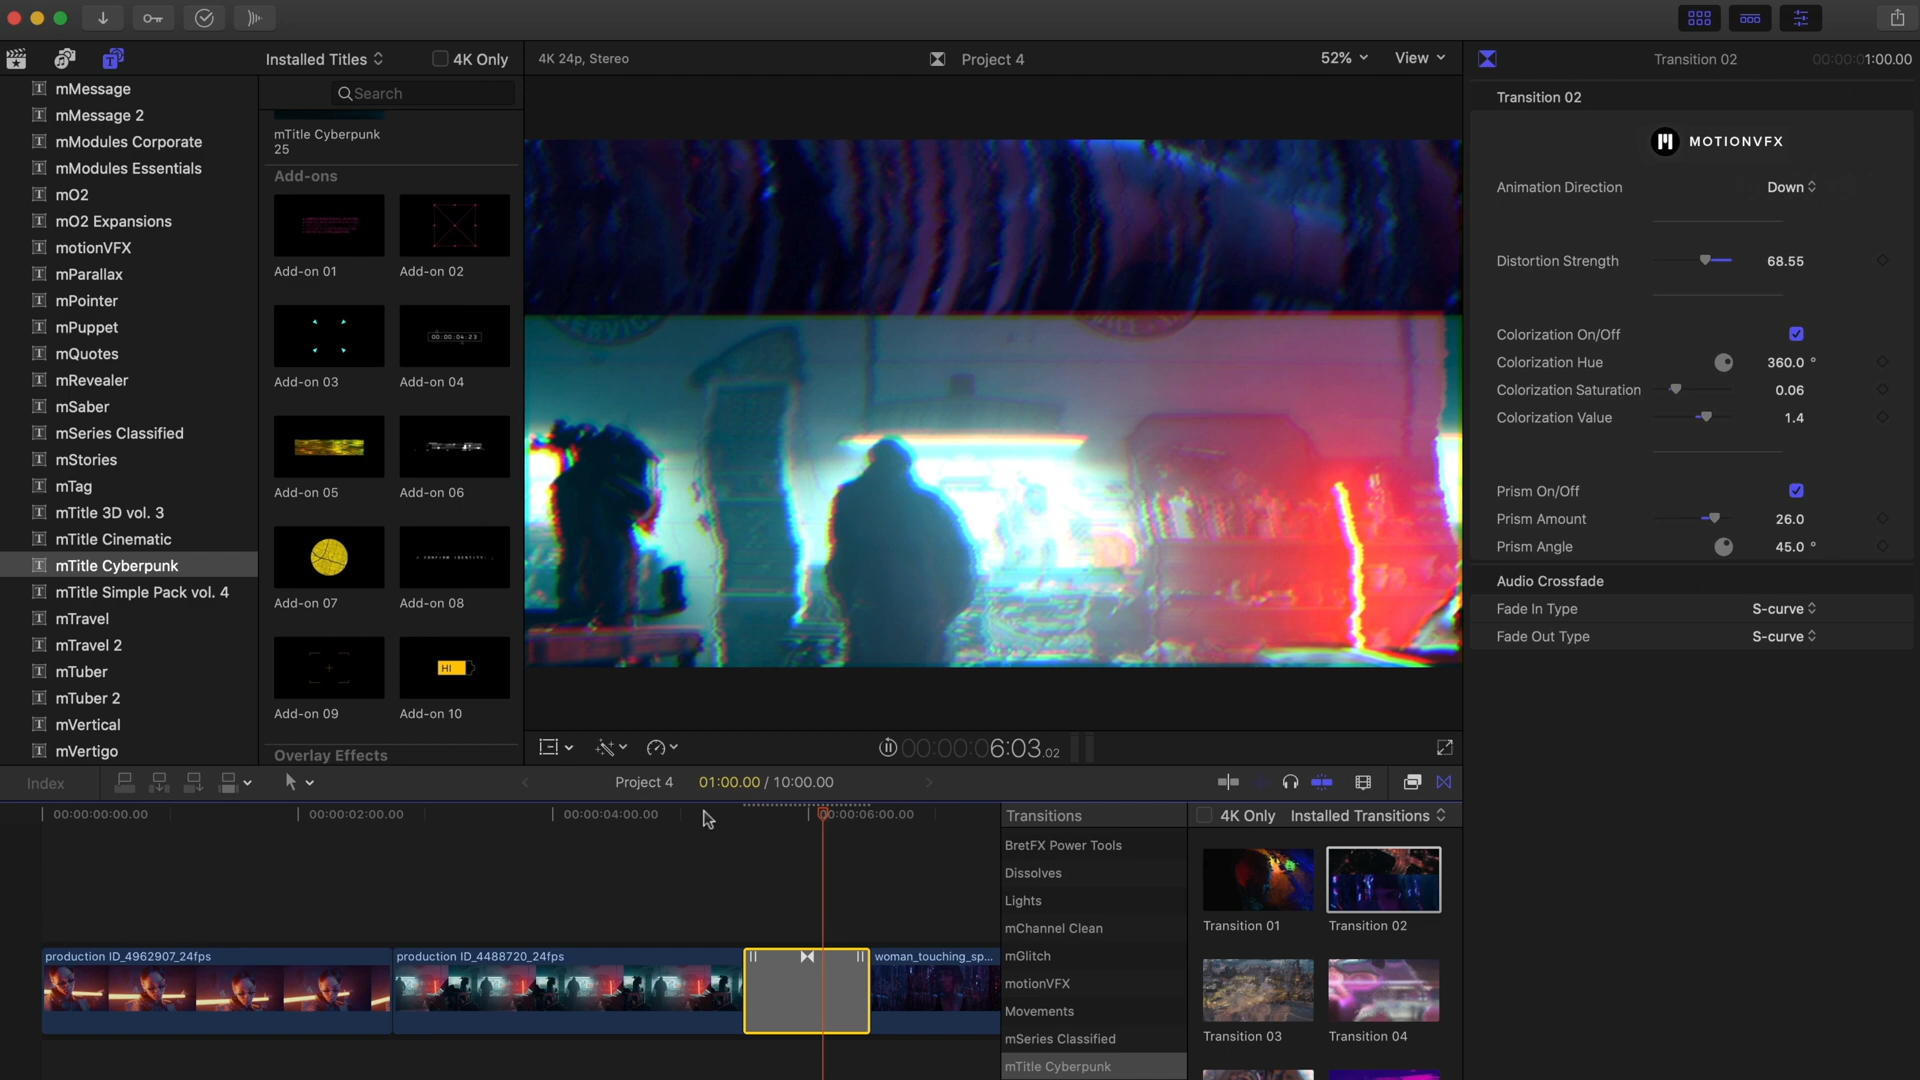 Installed Titles
4K Only
4K 24p, Stereo
Project 4
52%
View
Transition 02
00:00:01:00.00
mMessage
mMessage 2
mModules Corporate
mModules Essentials
mO2
mO2 Expansions
motionVFX
mParallax
mPointer
mPuppet
mQuotes
mRevealer
mSaber
mSeries Classified
mStories
mTag
mTitle 3D vol. 3
mTitle Cinematic
mTitle Cyberpunk
mTitle Simple Pack vol. 4
mTravel
mTravel 2
mTuber
mTuber 2
mVertical
mVertigo
Search
mTitle Cyberpunk
25
Add-ons
Add-on 01
Add-on 02
00:00:04:23
Add-on 03
Add-on 04
Add-on 05
Add-on 06
CONFIRM IDENTITY
Add-on 07
Add-on 08
HI
Add-on 09
Add-on 10
Overlay Effects
Transition 02
MOTIONVFX
Animation Direction
Down
Distortion Strength
68.55
Colorization On/Off
Colorization Hue
360.0 °
Colorization Saturation
0.06
Colorization Value
1.4
Prism On/Off
Prism Amount
26.0
Prism Angle
45.0 °
Audio Crossfade
Fade In Type
S-curve
Fade Out Type
S-curve
00:00:06:03.02
Index
Project 4
01:00.00 / 10:00.00
00:00:00:00.00
00:00:02:00.00
00:00:04:00.00
00:00:06:00.00
production ID_4962907_24fps
production ID_4488720_24fps
woman_touching_sp...
Transitions
BretFX Power Tools
Dissolves
Lights
mChannel Clean
mGlitch
motionVFX
Movements
mSeries Classified
mTitle Cyberpunk
4K Only
Installed Transitions
Transition 01
Transition 02
Transition 03
Transition 04